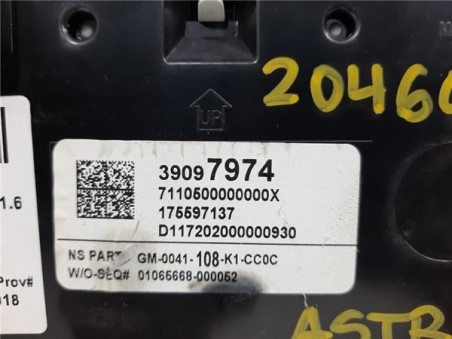 UP
20460
1.6
Prov#
018
39097974
7110500000000X
175597137
D117202000000930
NS PART# GM-0041-108-K1-CC0C
W/O-SEQ# 01065668-000052
ASTR